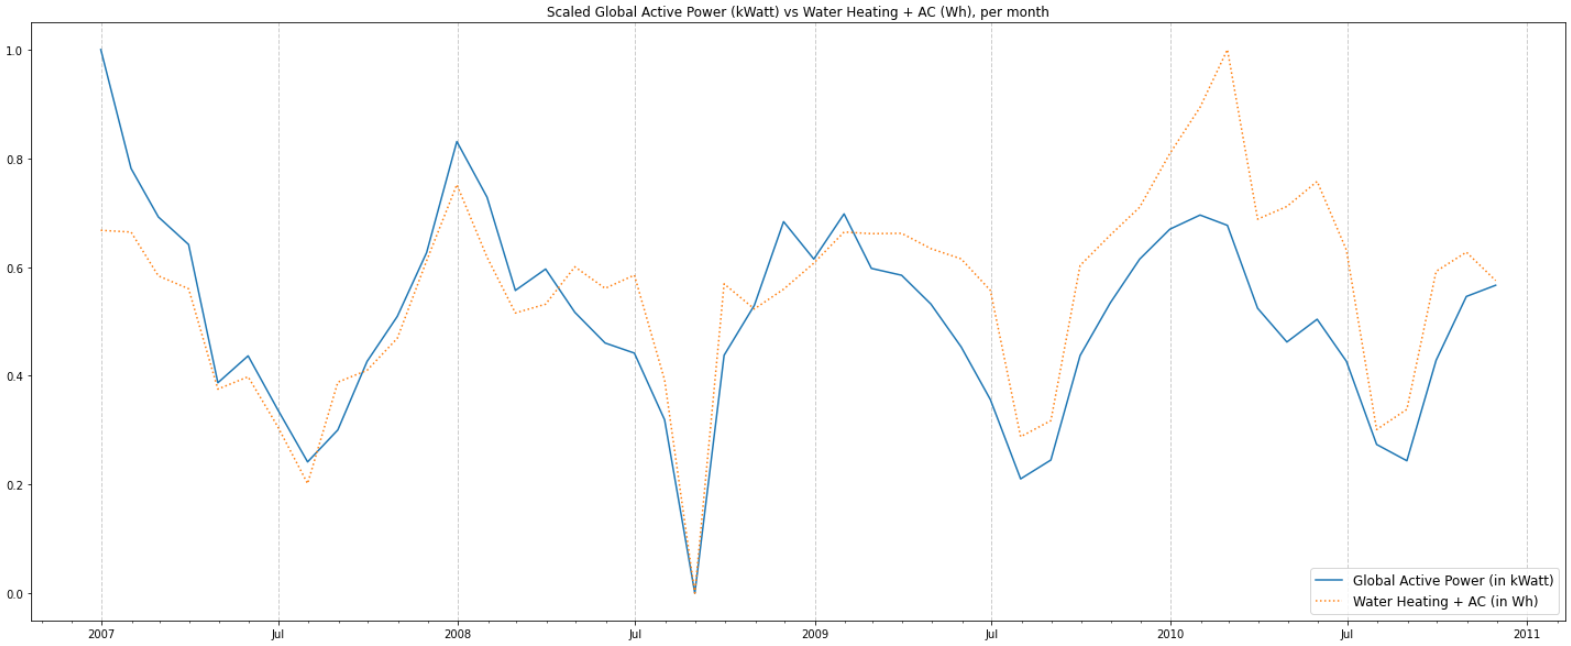 Scaled Global Active Power (kWatt) vs Water Heating + AC (Wh), per month
1.0
0.8
0.6
0.4
0.2
0.0
Global Active Power (in kWatt)
Water Heating + AC (in Wh)
2007 Jul 2008 Jul 2009 Jul 2010 Jul 2011